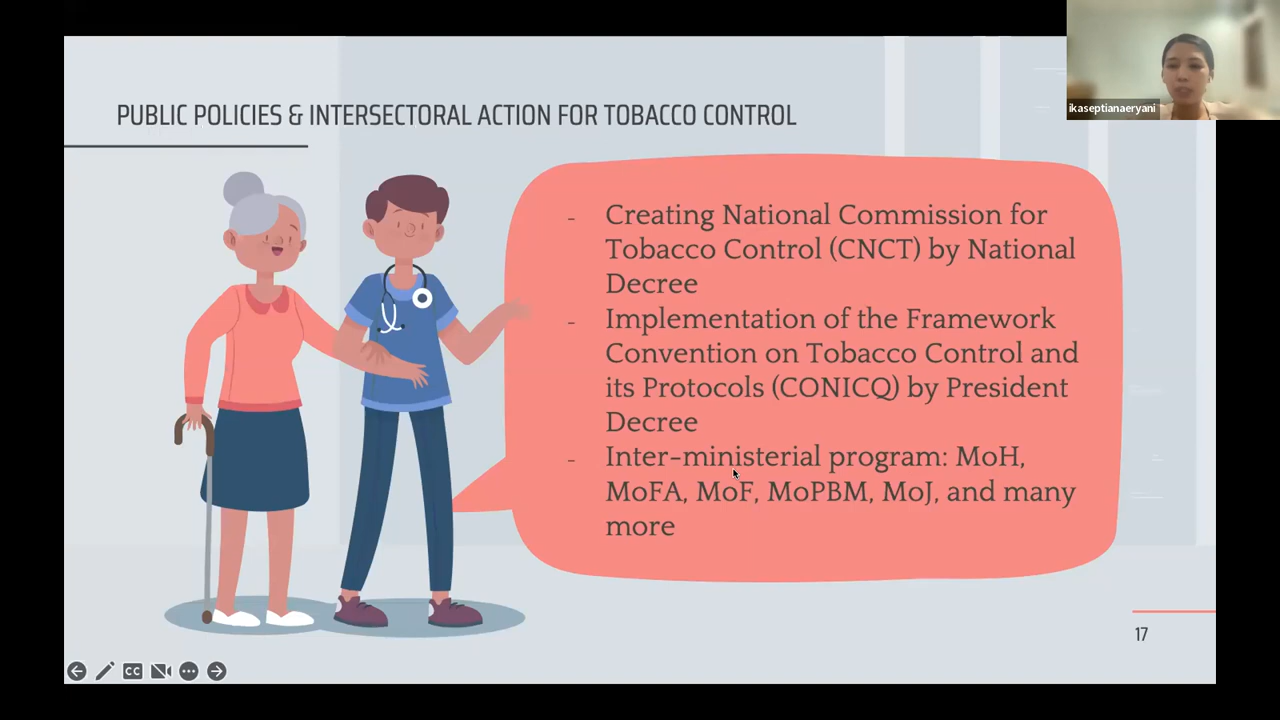 ikaseptianaeryani
PUBLIC POLICIES & INTERSECTORAL ACTION FOR TOBACCO CONTROL
- Creating National Commission for
Tobacco Control (CNCT) by National
Decree
- Implementation of the Framework
Convention on Tobacco Control and
its Protocols (CONICQ) by President
Decree
- Inter-ministerial program: MoH,
MoFA, MoF, MoPBM, MoJ, and many
more
17
CC